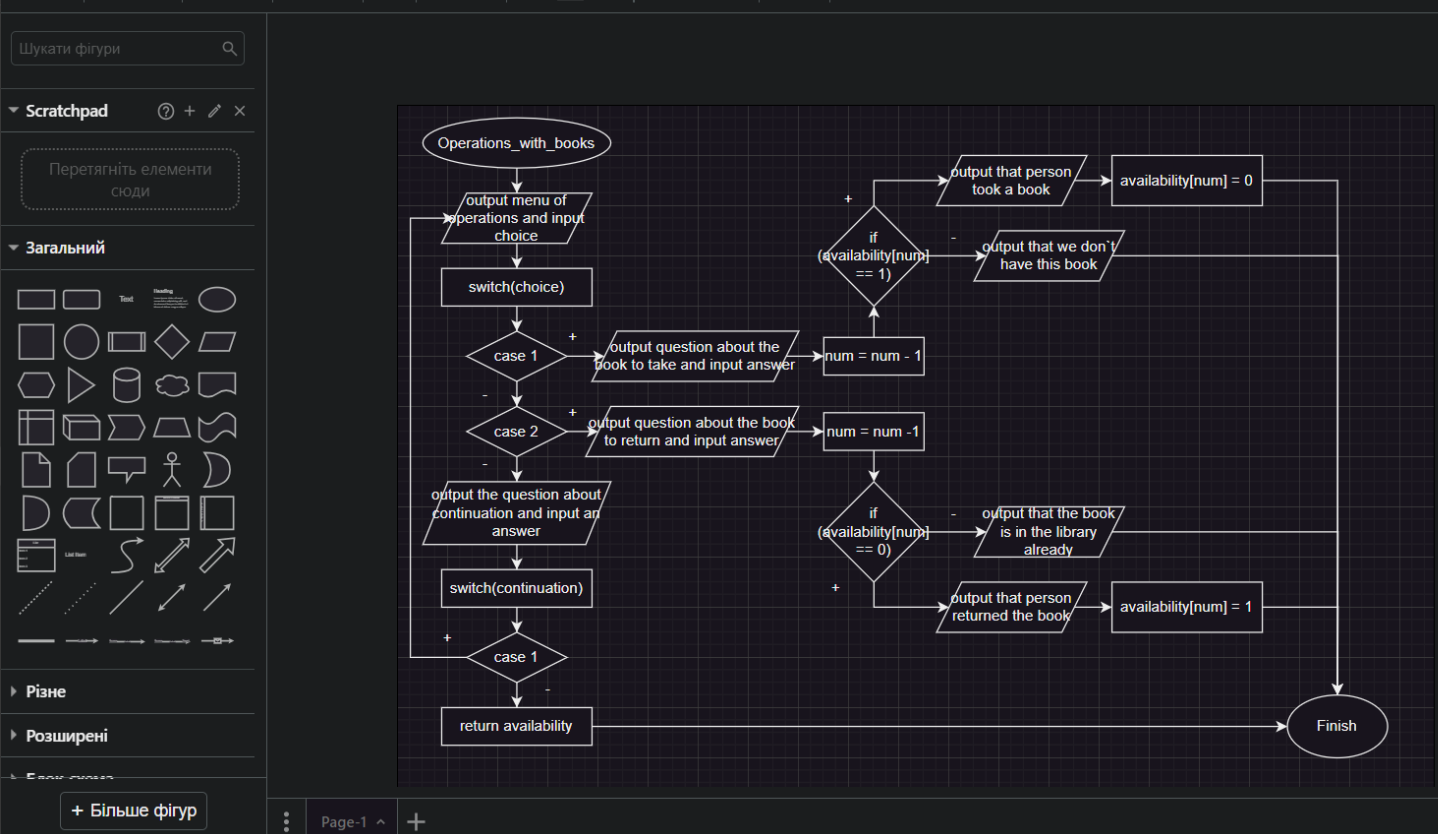 Шукати фігури
Scratchpad
Перетягніть елементи
сюди
Загальний
Text
Heading
List Item
Різне
Розширені
Блок-схема
+ Більше фігур
Operations_with_books
output menu of
operations and input
choice
switch(choice)
case 1
+
-
output question about the
book to take and input answer
num = num - 1
if
(availability[num]
== 1)
+
output that person
took a book
availability[num] = 0
-
output that we don`t
have this book
case 2
+
-
output question about the book
to return and input answer
num = num -1
if
(availability[num]
== 0)
-
output that the book
is in the library
already
+
output that person
returned the book
availability[num] = 1
output the question about
continuation and input an
answer
switch(continuation)
case 1
+
-
return availability
Finish
Page-1